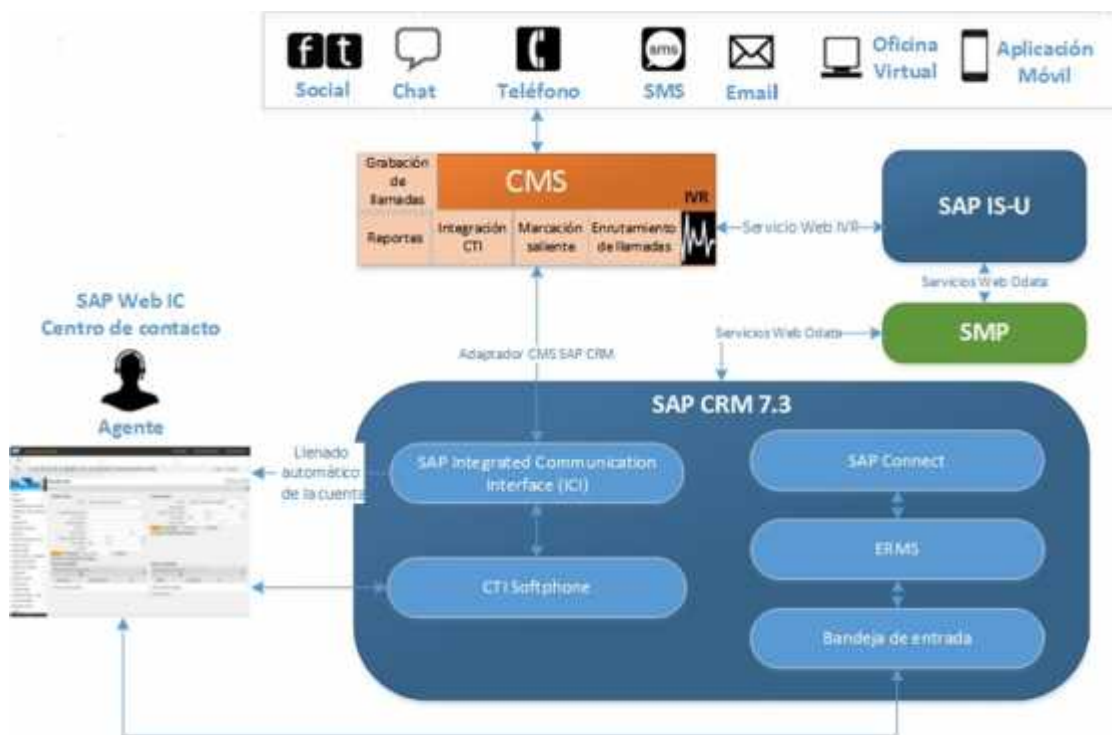 f t
sms
Social
Chat
Teléfono
SMS
Email
Oficina
Virtual
Aplicación
Móvil
Grabación
de
llamadas
CMS
IVR
Reportes
Integración
CTI
Marcación
saliente
Enrutamiento
de llamadas
Servicio Web IVR
SAP IS-U
Servicios Web Odata
SMP
Servicios Web Odata
Adaptador CMS SAP CRM
SAP Web IC
Centro de contacto
Agente
Llenado
automático
de la cuenta
SAP CRM 7.3
SAP Integrated Communication
Interface (ICI)
CTI Softphone
SAP Connect
ERMS
Bandeja de entrada